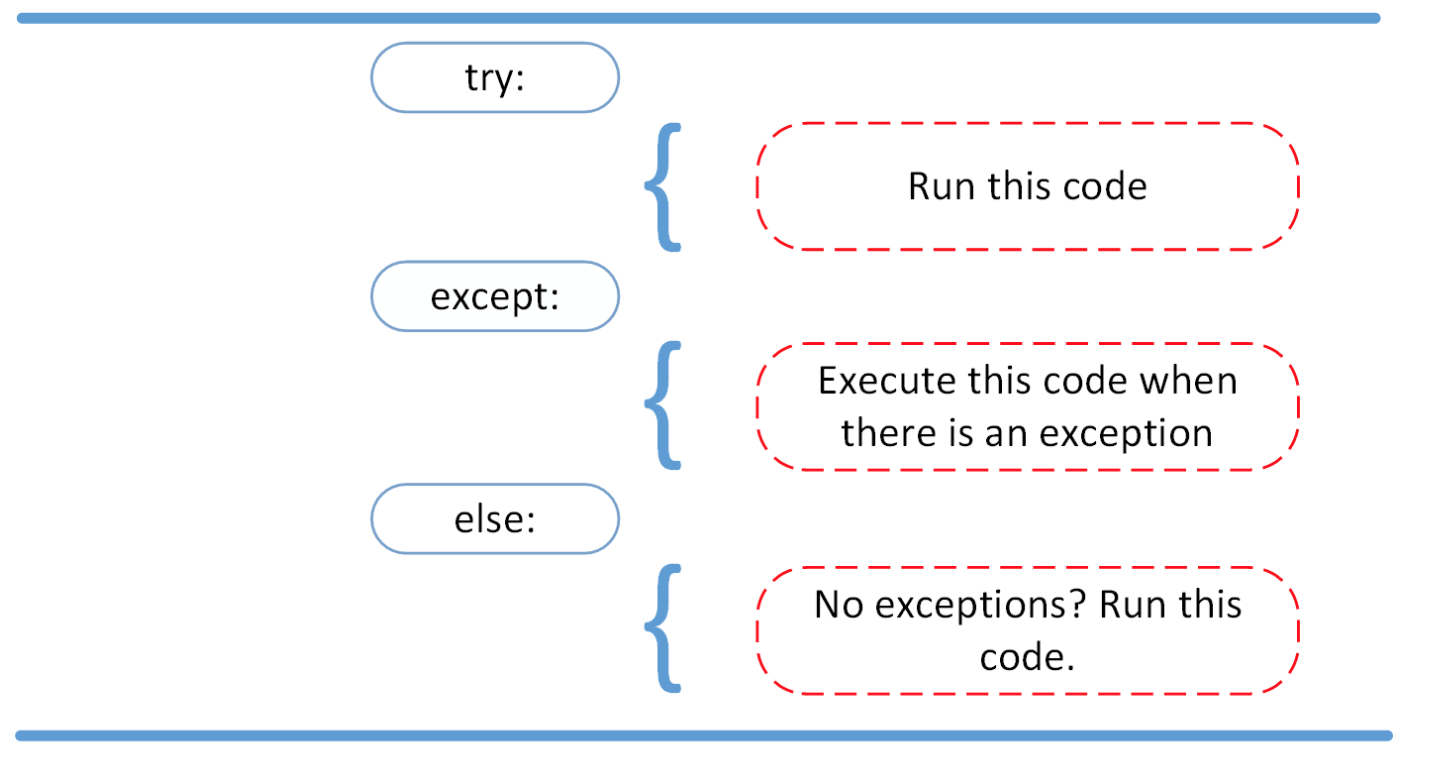 try:
Run this code
except:
Execute this code when
there is an exception
else:
No exceptions? Run this
code.